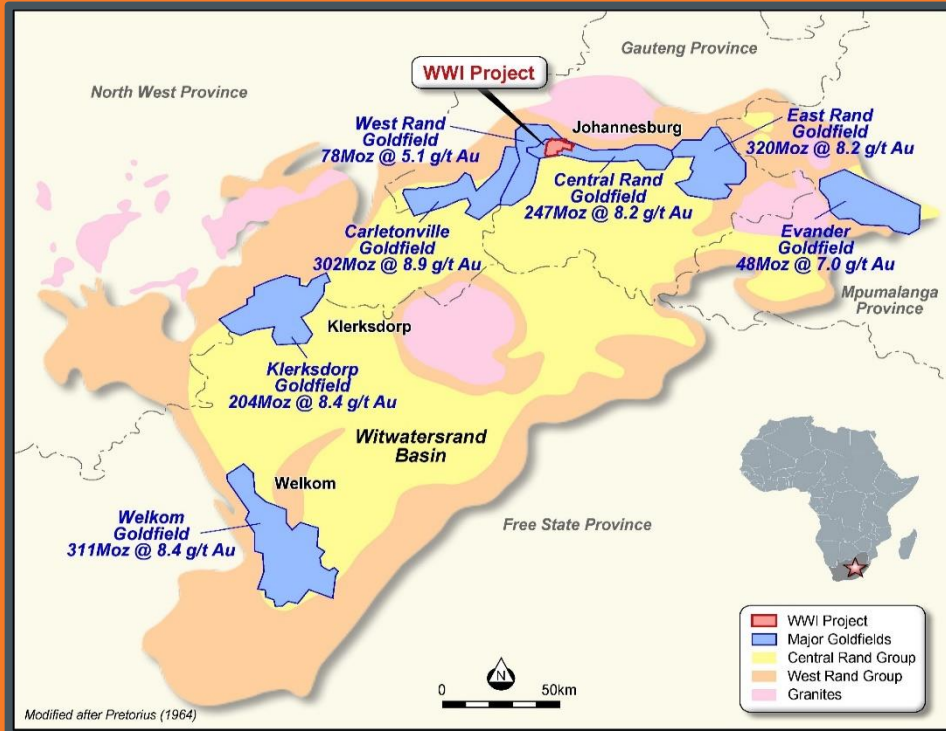 Gauteng Province
WWI Project
North West Province
West Rand
Goldfield
78Moz @ 5.1 g/t Au
Johannesburg
East Rand
Goldfield
320Moz @ 8.2 g/t Au
Central Rand
Goldfield
247Moz @ 8.2 g/t Au
Carletonville
Goldfield
302Moz @ 8.9 g/t Au
Evander
Goldfield
48Moz @ 7.0 g/t Au
Mpumalanga
Province
Klerksdorp
Klerksdorp
Goldfield
204Moz @ 8.4 g/t Au
Witwatersrand
Basin
Welkom
Welkom
Goldfield
311Moz @ 8.4 g/t Au
Free State Province
WWI Project
Major Goldfields
Central Rand Group
West Rand Group
Granites
N
0 50km
Modified after Pretorius (1964)